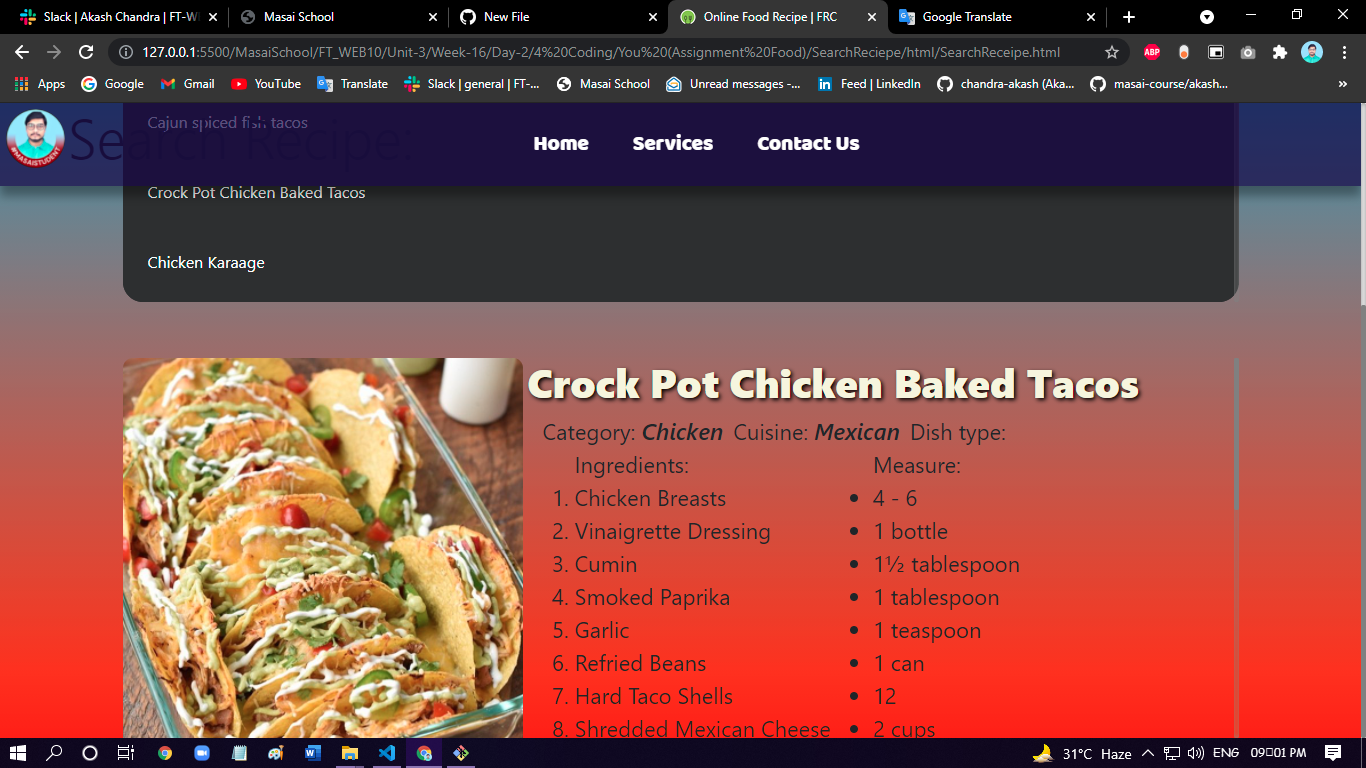 Slack | Akash Chandra | FT-W
Masai School
New File
Online Food Recipe | FRC
Google Translate
127.0.0.1:5500/MasaiSchool/FT_WEB10/Unit-3/Week-16/Day-2/4%20Coding/You%20(Assignment%20Food)/SearchReciepe/html/SearchReceipe.html
ABP
Apps
Google
Gmail
YouTube
Translate
Slack | general | FT-...
Masai School
Unread messages -...
Feed | LinkedIn
chandra-akash (Aka...
masai-course/akash...
»
#MASAISTUDENT
Search Recipe:
Cajun spiced fish tacos
Home
Services
Contact Us
Crock Pot Chicken Baked Tacos
Chicken Karaage
Crock Pot Chicken Baked Tacos
Category: Chicken Cuisine: Mexican Dish type:
Ingredients: Measure:
1. Chicken Breasts • 4 - 6
2. Vinaigrette Dressing • 1 bottle
3. Cumin • 1½ tablespoon
4. Smoked Paprika • 1 tablespoon
5. Garlic • 1 teaspoon
6. Refried Beans • 1 can
7. Hard Taco Shells • 12
8. Shredded Mexican Cheese • 2 cups
31°C Haze
ENG
09▯01 PM